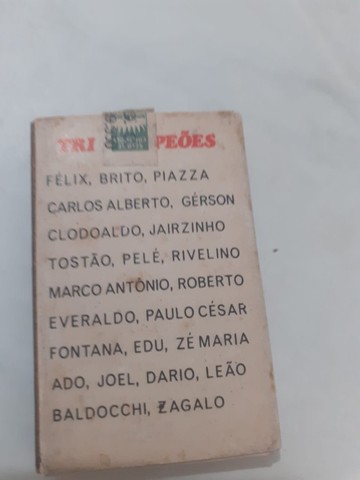 TRI PEÕES
FÉLIX, BRITO, PIAZZA
CARLOS ALBERTO, GÉRSON
CLODOALDO, JAIRZINHO
TOSTÃO, PELÉ, RIVELINO
MARCO ANTÔNIO, ROBERTO
EVERALDO, PAULO CÉSAR
FONTANA, EDU, ZÉ MARIA
ADO, JOEL, DARIO, LEÃO
BALDOCCHI, ZAGALO